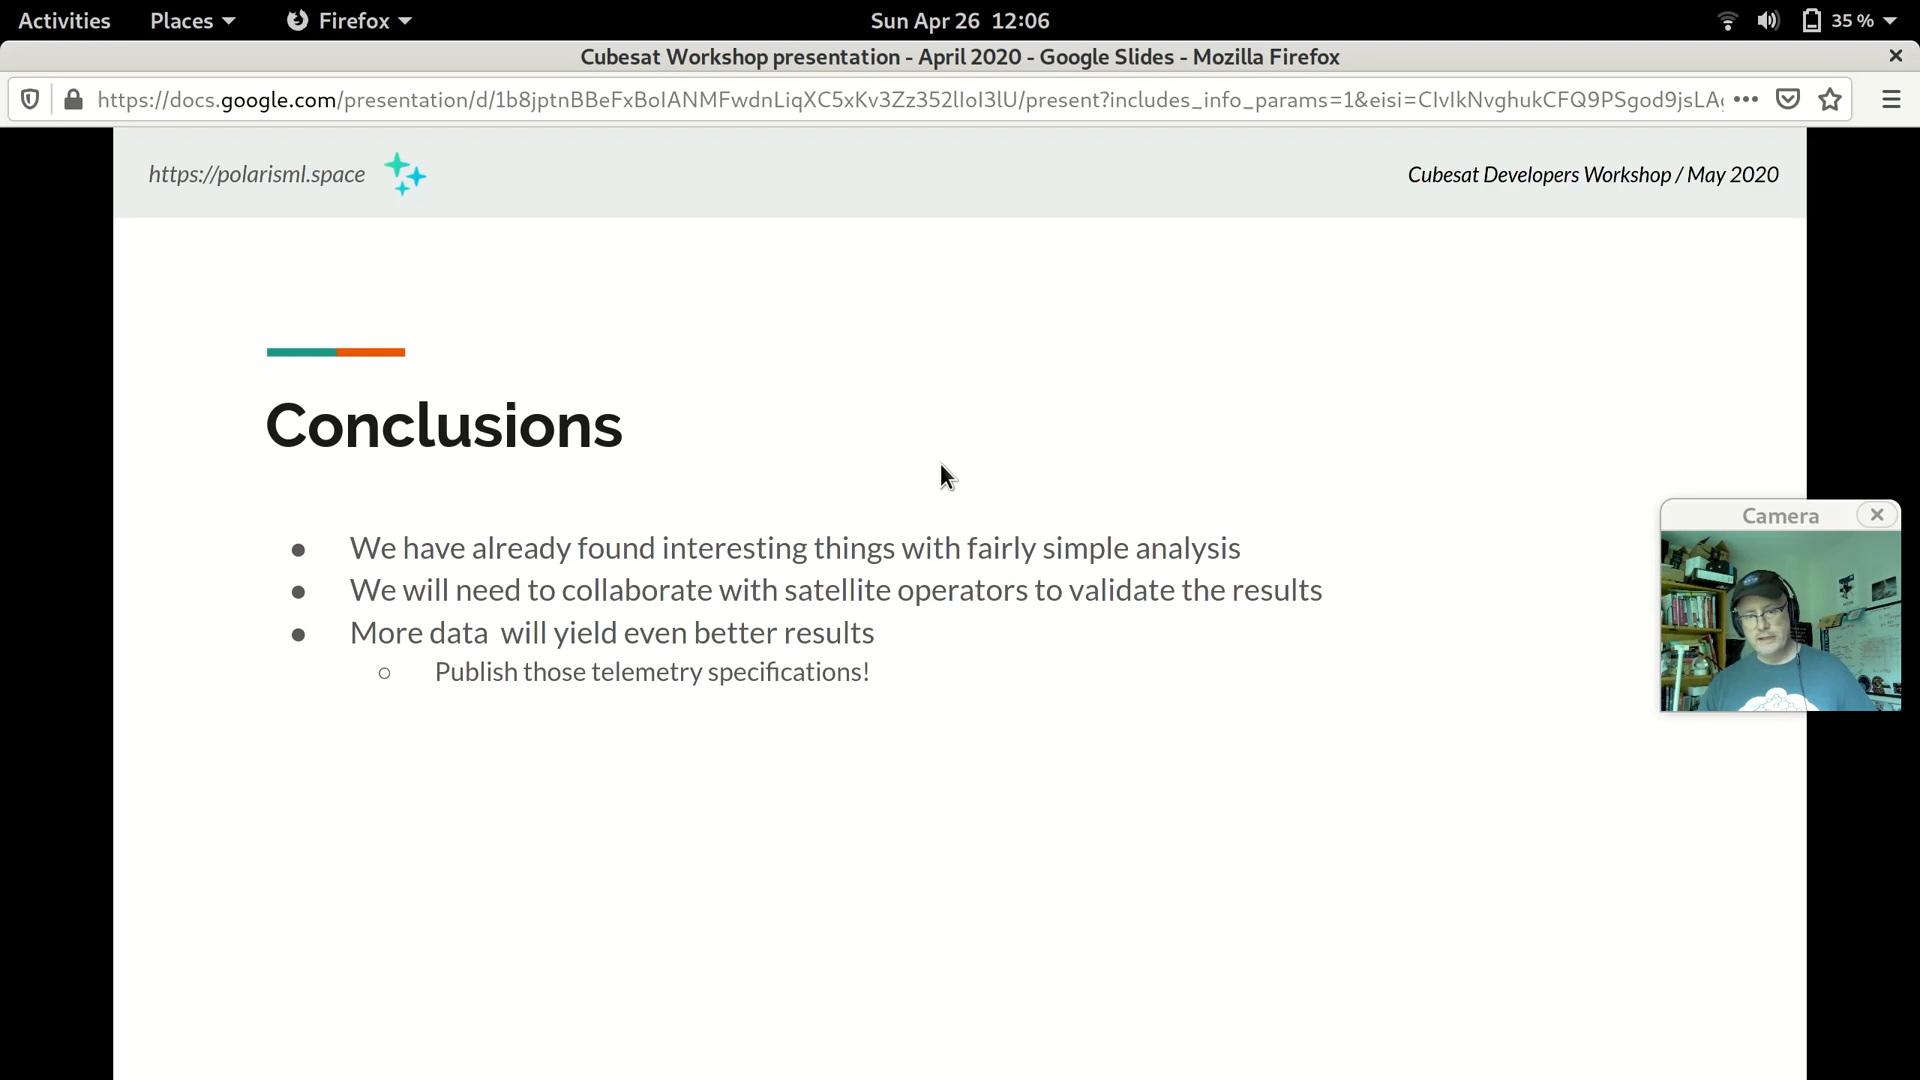 Activities Places Firefox Sun Apr 26 12:06 35 %
Cubesat Workshop presentation - April 2020 - Google Slides - Mozilla Firefox
https://docs.google.com/presentation/d/1b8jptnBBeFxBoIANMFwdnLiqXC5xKv3Zz352lIoI3lU/present?includes_info_params=1&eisi=CIvIkNvghukCFQ9PSgod9jsLA
https://polarisml.space Cubesat Developers Workshop / May 2020
Conclusions
Camera
● We have already found interesting things with fairly simple analysis
● We will need to collaborate with satellite operators to validate the results
● More data  will yield even better results
○ Publish those telemetry specifications!